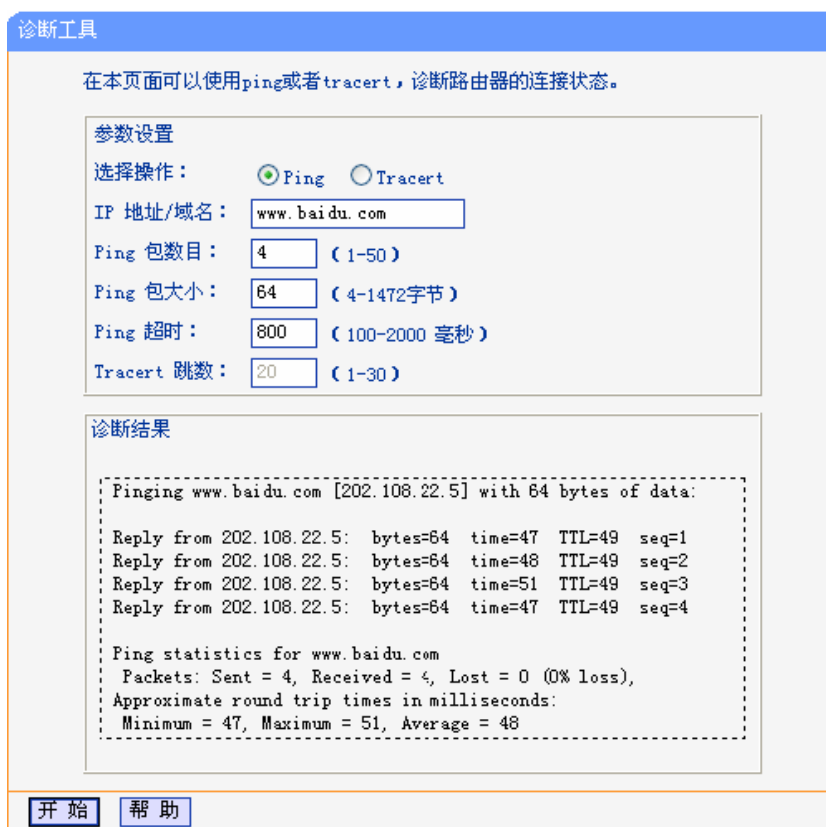 诊断工具
在本页面可以使用ping或者tracert，诊断路由器的连接状态。
参数设置
选择操作： Ping Tracert
IP 地址/域名： www.baidu.com
Ping 包数目： 4 （1-50）
Ping 包大小： 64 （4-1472字节）
Ping 超时： 800 （100-2000 毫秒）
Tracert 跳数： 20 （1-30）
诊断结果
Pinging www.baidu.com [202.108.22.5] with 64 bytes of data:
Reply from 202.108.22.5: bytes=64 time=47 TTL=49 seq=1
Reply from 202.108.22.5: bytes=64 time=48 TTL=49 seq=2
Reply from 202.108.22.5: bytes=64 time=51 TTL=49 seq=3
Reply from 202.108.22.5: bytes=64 time=47 TTL=49 seq=4
Ping statistics for www.baidu.com
Packets: Sent = 4, Received = 4, Lost = 0 (0% loss),
Approximate round trip times in milliseconds:
Minimum = 47, Maximum = 51, Average = 48
开 始 帮 助